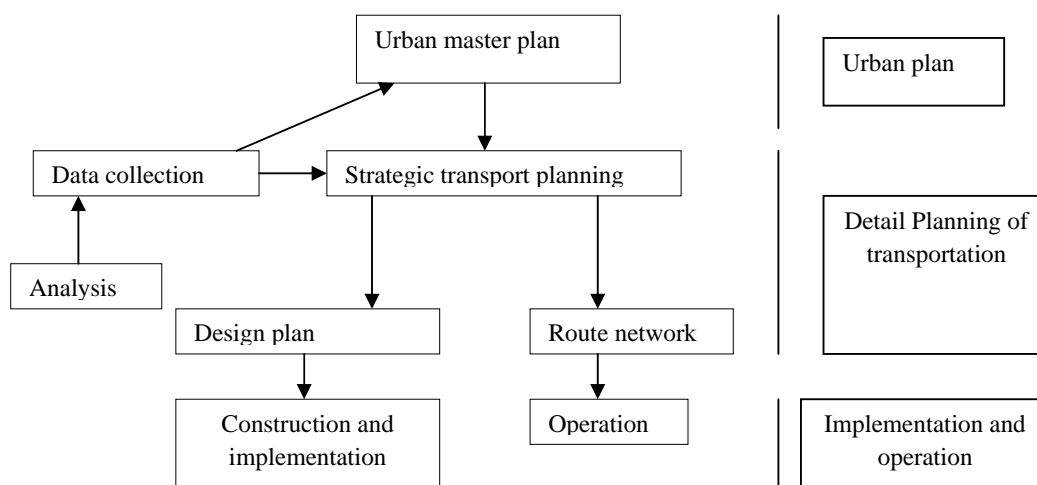 Urban master plan
Urban plan
Data collection
Strategic transport planning
Detail Planning of
transportation
Analysis
Design plan
Route network
Construction and
implementation
Operation
Implementation and
operation